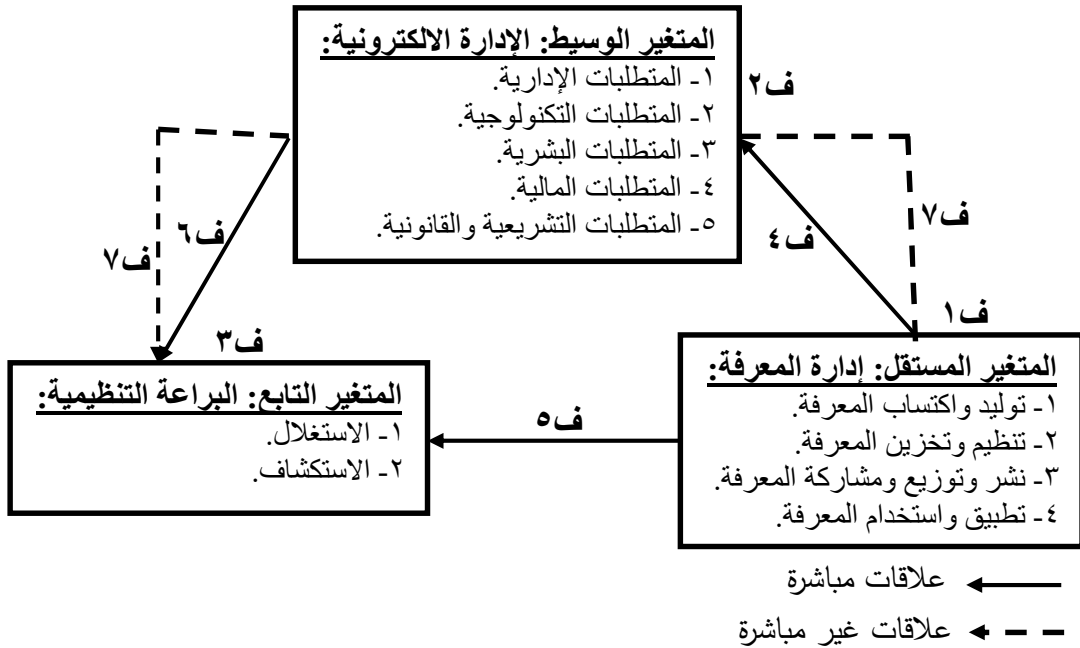 المتغير الوسيط: الإدارة الالكترونية:
١- المتطلبات الإدارية.
٢- المتطلبات التكنولوجية.
٣- المتطلبات البشرية.
٤- المتطلبات المالية.
٥- المتطلبات التشريعية والقانونية.
ف٢
ف٧
ف٤
ف١
ف٦
ف٧
ف٣
المتغير المستقل: إدارة المعرفة:
١- توليد واكتساب المعرفة.
٢- تنظيم وتخزين المعرفة.
٣- نشر وتوزيع ومشاركة المعرفة.
٤- تطبيق واستخدام المعرفة.
ف٥
المتغير التابع: البراعة التنظيمية:
١- الاستغلال.
٢- الاستكشاف.
علاقات مباشرة
علاقات غير مباشرة